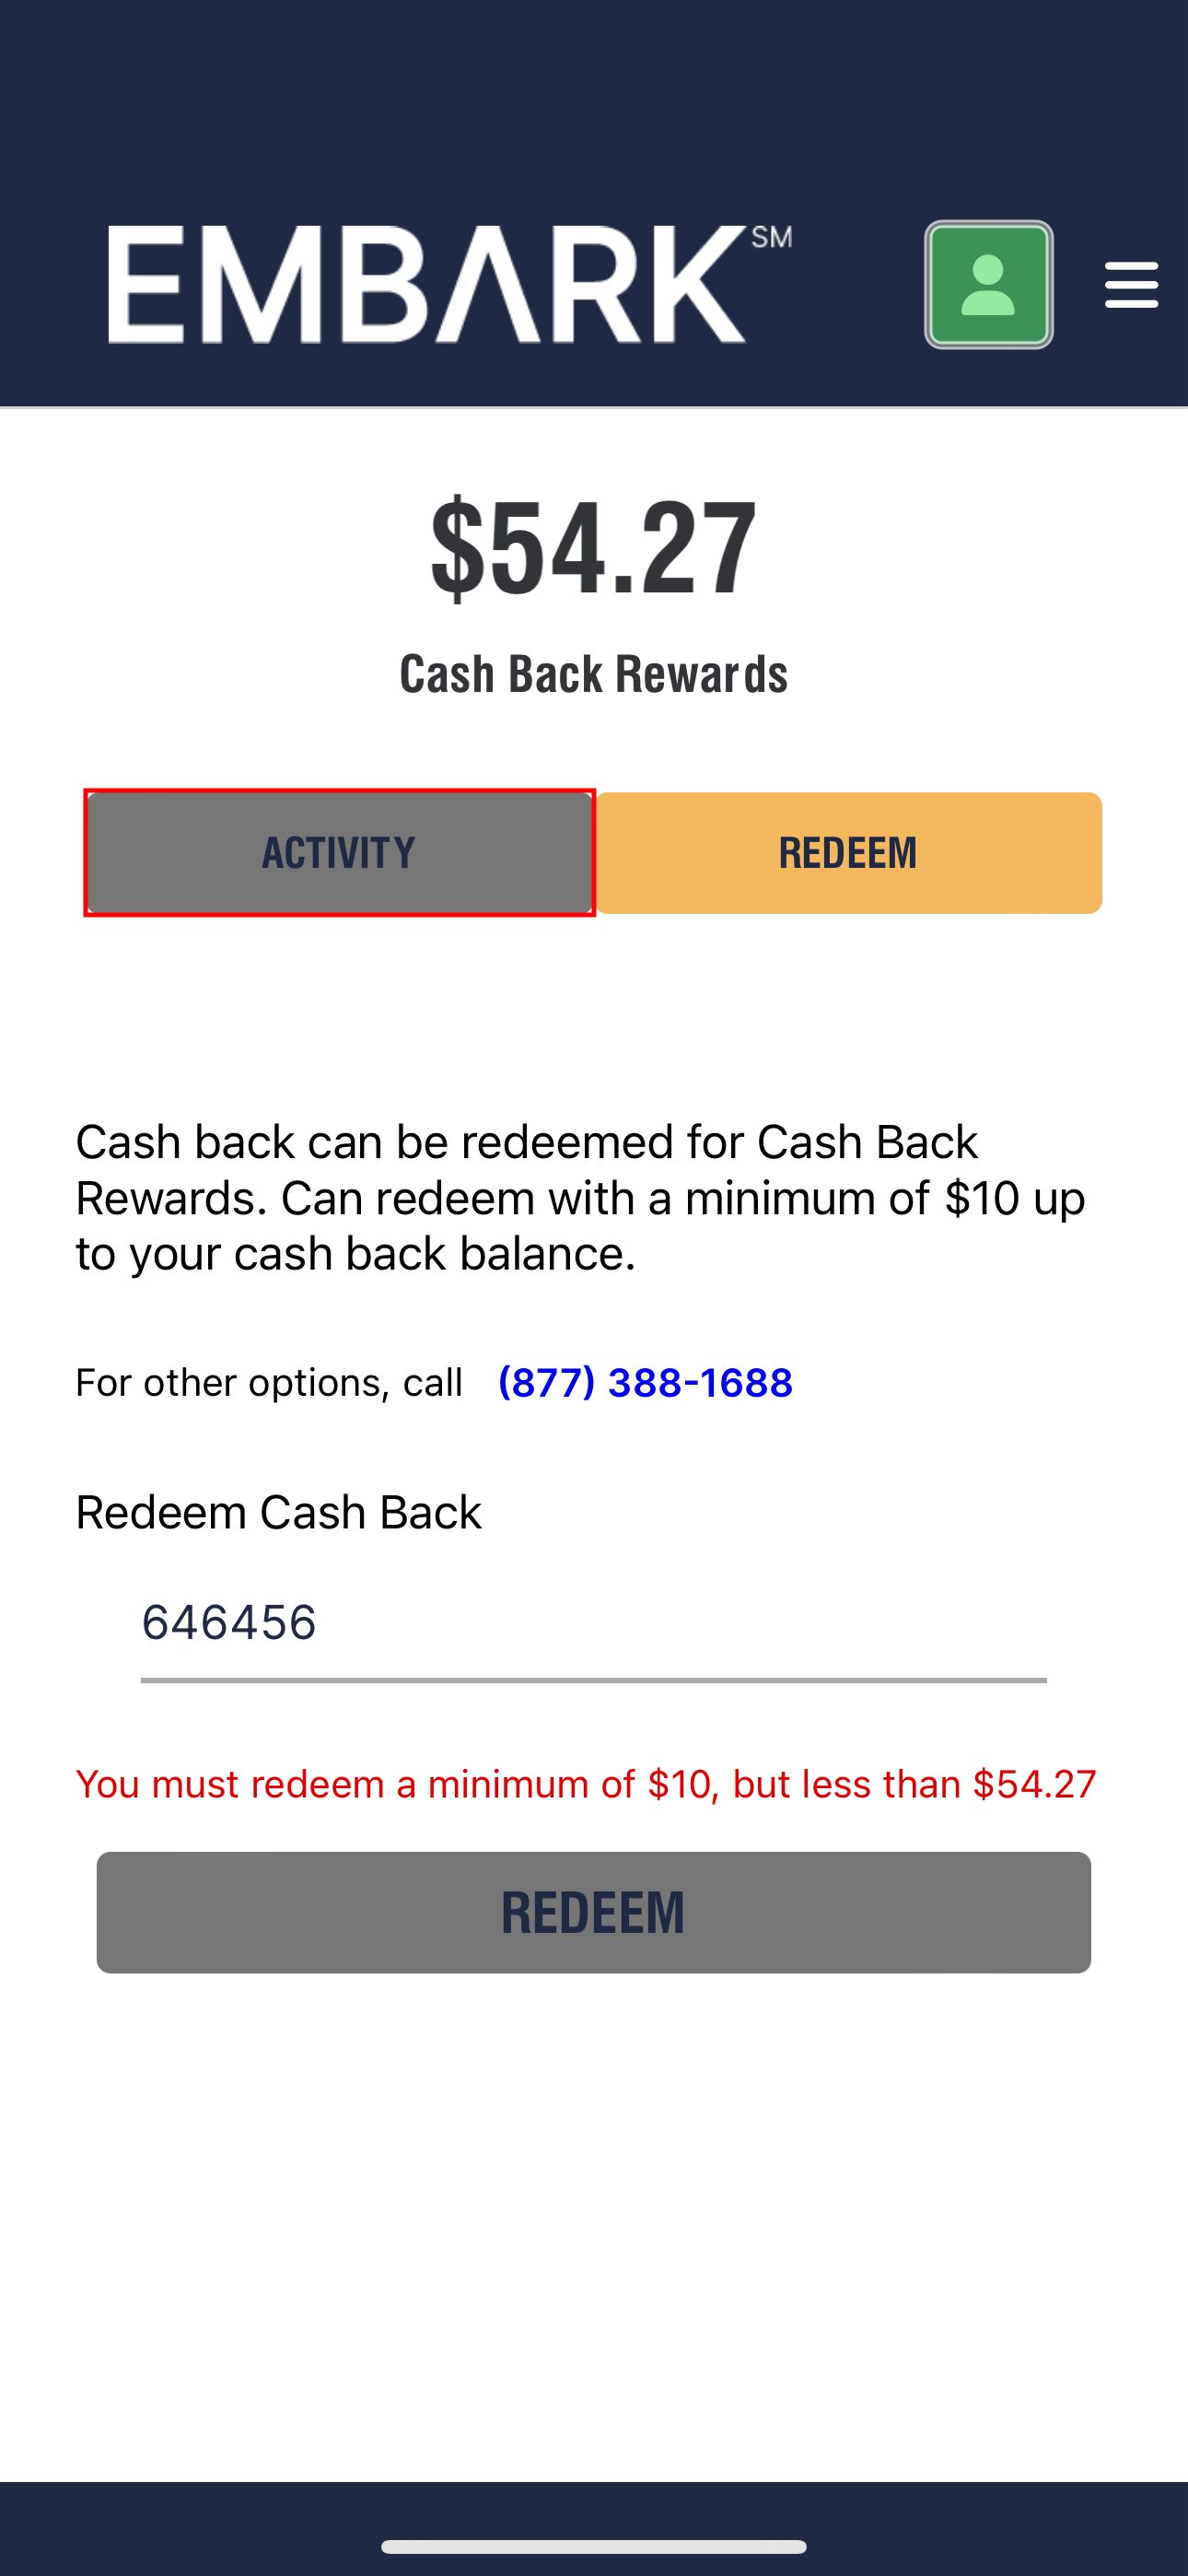 EMBARK SM
$54.27
Cash Back Rewards
ACTIVITY
REDEEM
Cash back can be redeemed for Cash Back
Rewards. Can redeem with a minimum of $10 up
to your cash back balance.
For other options, call (877) 388-1688
Redeem Cash Back
646456
You must redeem a minimum of $10, but less than $54.27
REDEEM